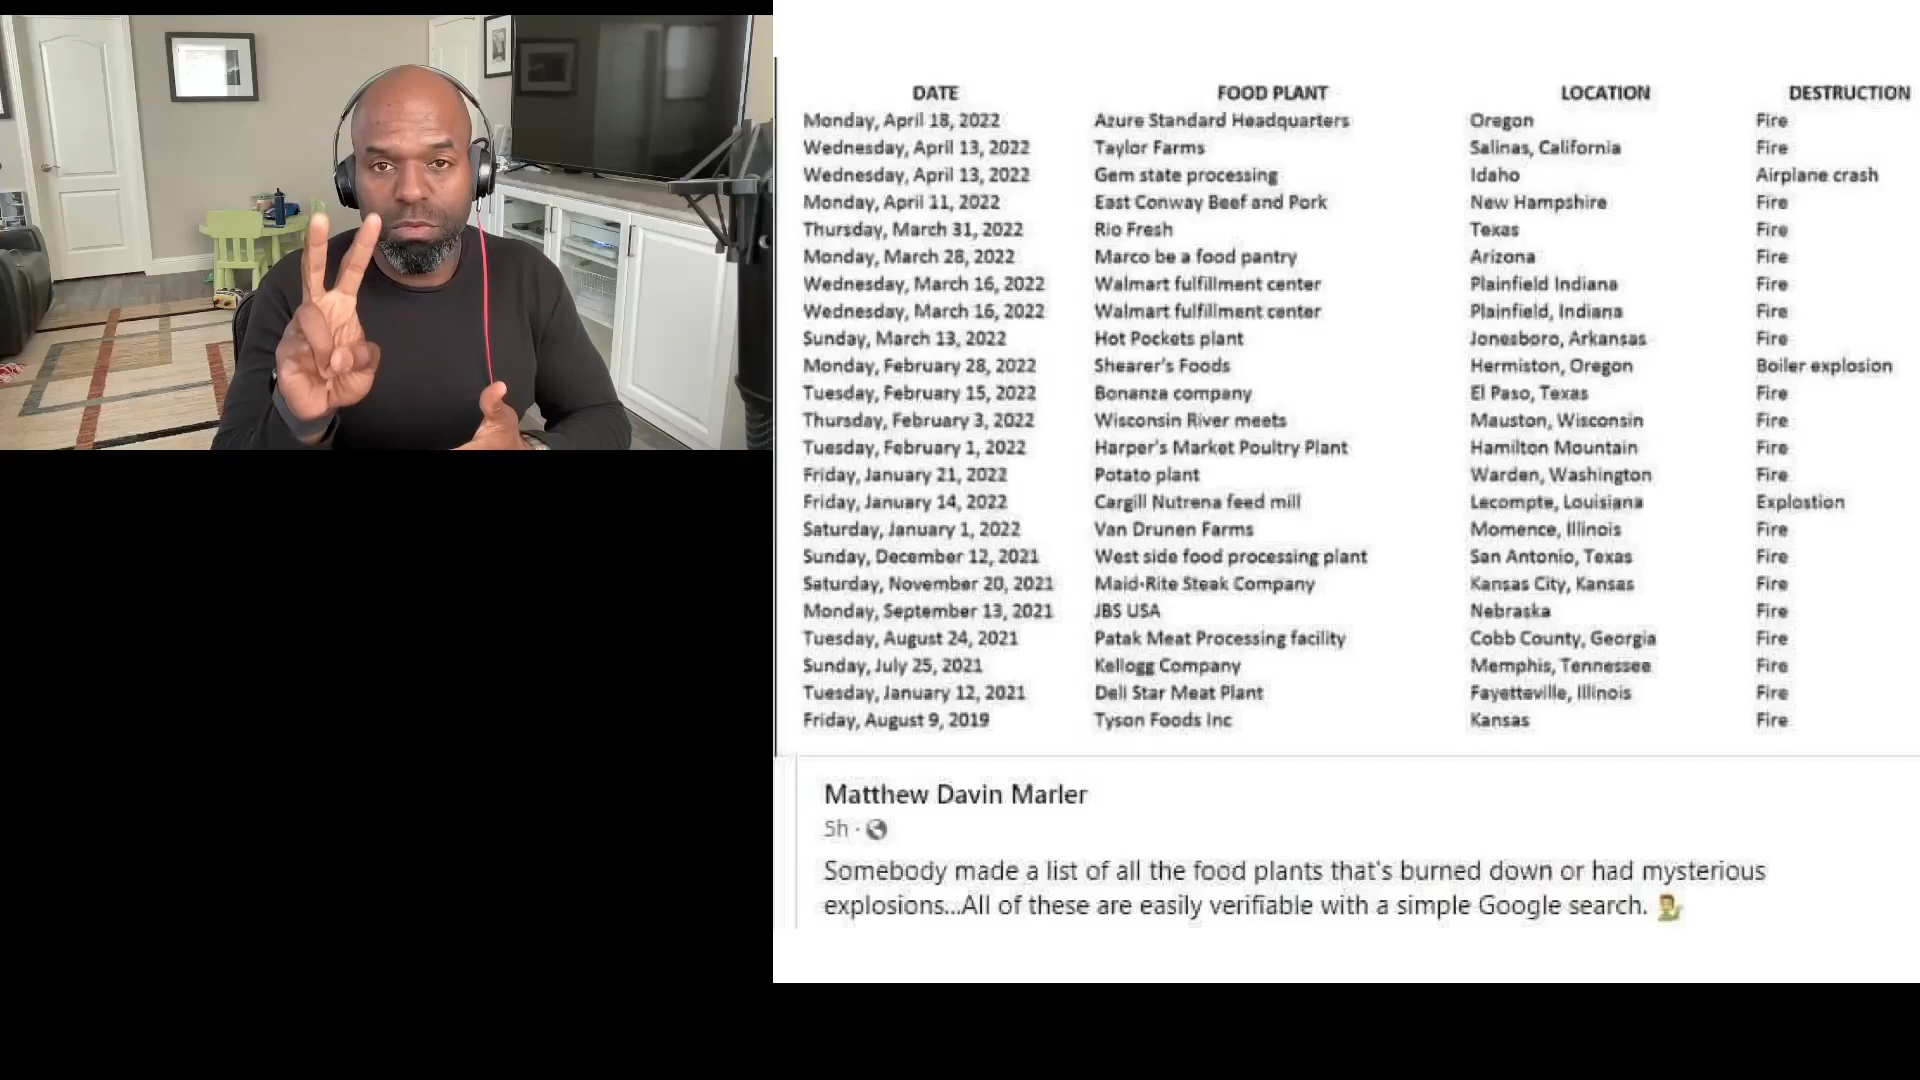 DATE FOOD PLANT LOCATION DESTRUCTION
Monday, April 18, 2022 Azure Standard Headquarters Oregon Fire
Wednesday, April 13, 2022 Taylor Farms Salinas, California Fire
Wednesday, April 13, 2022 Gem state processing Idaho Airplane crash
Monday, April 11, 2022 East Conway Beef and Pork New Hampshire Fire
Thursday, March 31, 2022 Rio Fresh Texas Fire
Monday, March 28, 2022 Marco be a food pantry Arizona Fire
Wednesday, March 16, 2022 Walmart fulfillment center Plainfield Indiana Fire
Wednesday, March 16, 2022 Walmart fulfillment center Plainfield, Indiana Fire
Sunday, March 13, 2022 Hot Pockets plant Jonesboro, Arkansas Fire
Monday, February 28, 2022 Shearer's Foods Hermiston, Oregon Boiler explosion
Tuesday, February 15, 2022 Bonanza company El Paso, Texas Fire
Thursday, February 3, 2022 Wisconsin River meets Mauston, Wisconsin Fire
Tuesday, February 1, 2022 Harper's Market Poultry Plant Hamilton Mountain Fire
Friday, January 21, 2022 Potato plant Warden, Washington Fire
Friday, January 14, 2022 Cargill Nutrena feed mill Lecompte, Louisiana Explostion
Saturday, January 1, 2022 Van Drunen Farms Momence, Illinois Fire
Sunday, December 12, 2021 West side food processing plant San Antonio, Texas Fire
Saturday, November 20, 2021 Maid-Rite Steak Company Kansas City, Kansas Fire
Monday, September 13, 2021 JBS USA Nebraska Fire
Tuesday, August 24, 2021 Patak Meat Processing facility Cobb County, Georgia Fire
Sunday, July 25, 2021 Kellogg Company Memphis, Tennessee Fire
Tuesday, January 12, 2021 Deli Star Meat Plant Fayetteville, Illinois Fire
Friday, August 9, 2019 Tyson Foods Inc Kansas Fire
Matthew Davin Marler
5h ·
Somebody made a list of all the food plants that's burned down or had mysterious
explosions...All of these are easily verifiable with a simple Google search.